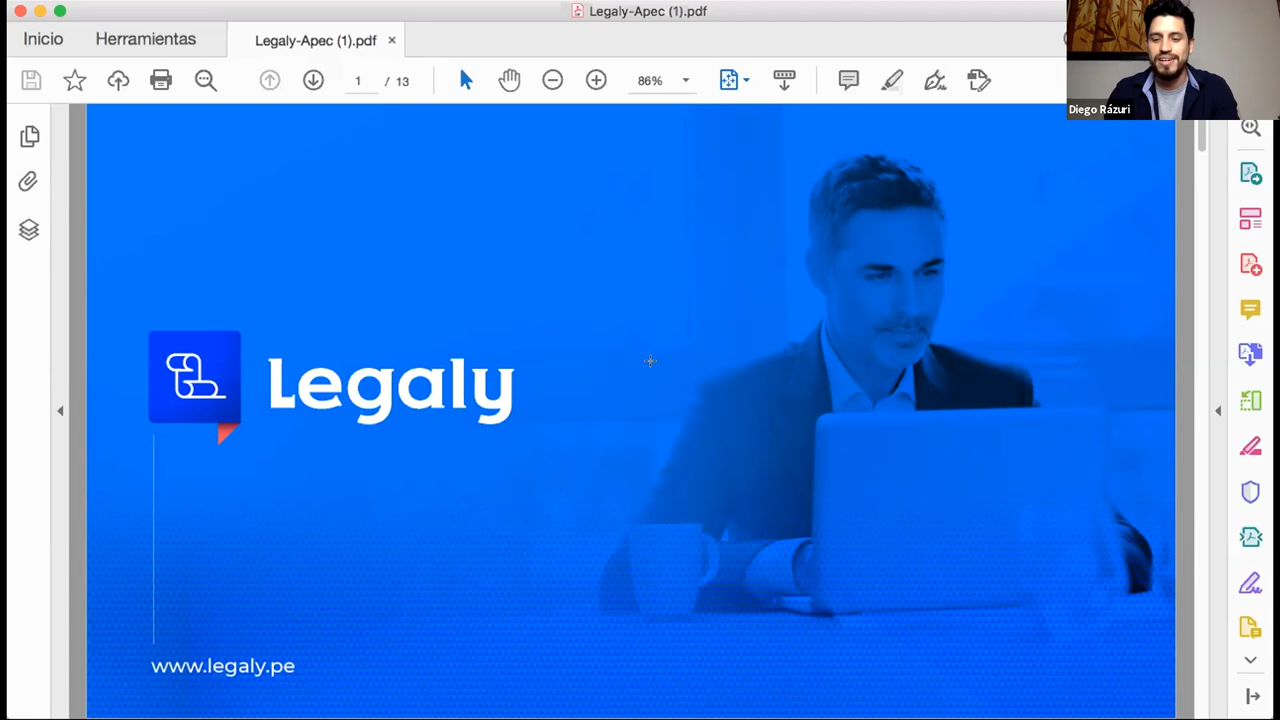 Legaly-Apec (1).pdf
Inicio
Herramientas
Legaly-Apec (1).pdf
1 / 13
86%
Diego Rázuri
Legaly
www.legaly.pe